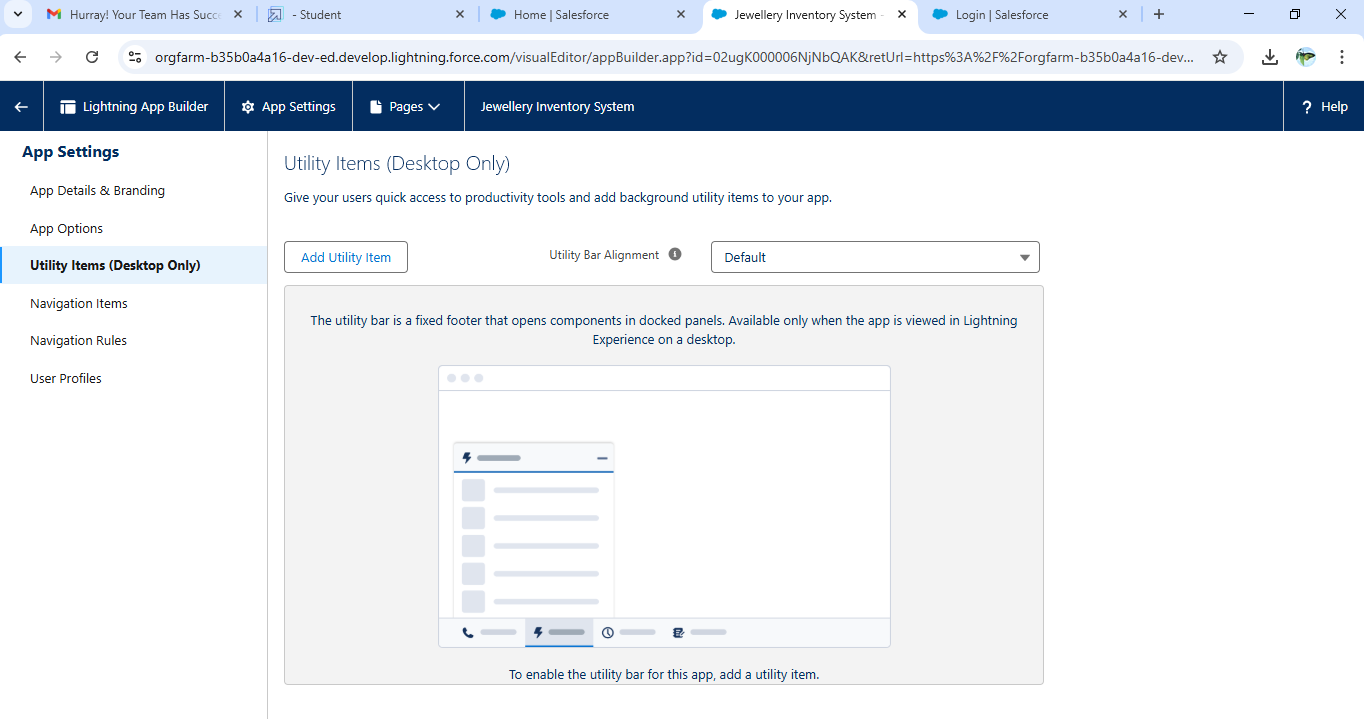 Hurray! Your Team Has Succ
- Student
Home | Salesforce
Jewellery Inventory System -
Login | Salesforce
orgfarm-b35b0a4a16-dev-ed.develop.lightning.force.com/visualEditor/appBuilder.app?id=02ugK000006NjNbQAK&retUrl=https%3A%2F%2Forgfarm-b35b0a4a16-dev...
Lightning App Builder
App Settings
Pages
Jewellery Inventory System
? Help
App Settings
App Details & Branding
App Options
Utility Items (Desktop Only)
Navigation Items
Navigation Rules
User Profiles
Utility Items (Desktop Only)
Give your users quick access to productivity tools and add background utility items to your app.
Add Utility Item
Utility Bar Alignment
Default
The utility bar is a fixed footer that opens components in docked panels. Available only when the app is viewed in Lightning
Experience on a desktop.
To enable the utility bar for this app, add a utility item.